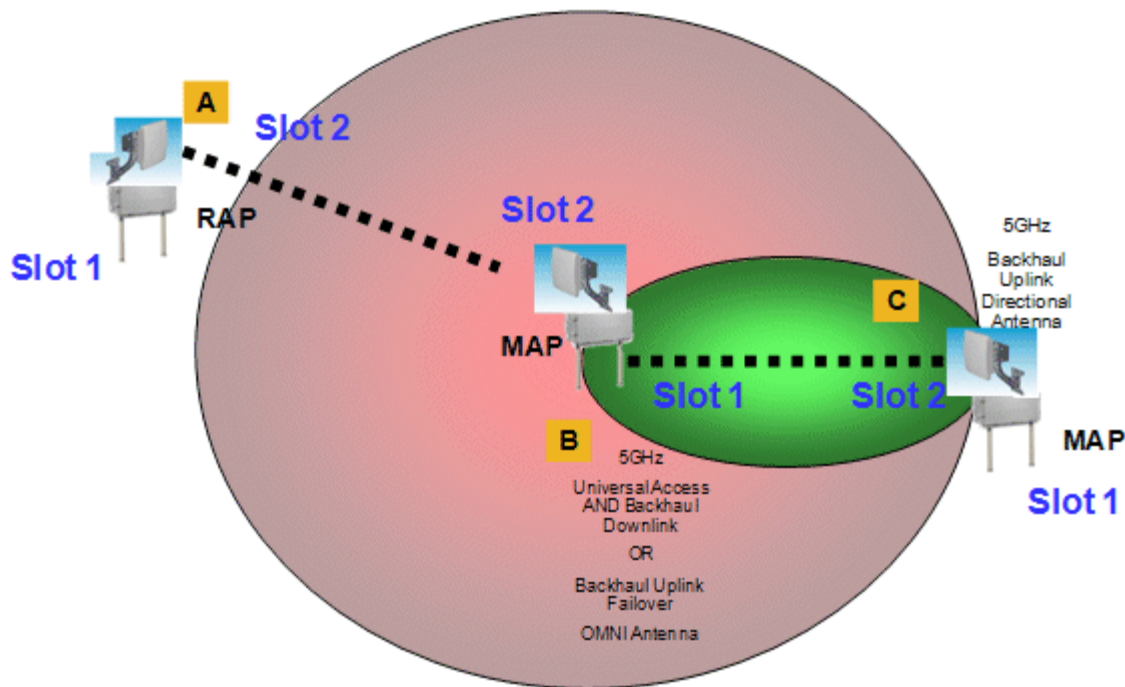 A
Slot 2
RAP
Slot 1
Slot 2
MAP
5GHz
Backhaul
Uplink
Directional
Antenna
C
Slot 1
Slot 2
MAP
Slot 1
B
5GHz
Universal Access
AND Backhaul
Downlink
OR
Backhaul Uplink
Failover
OMNI Antenna